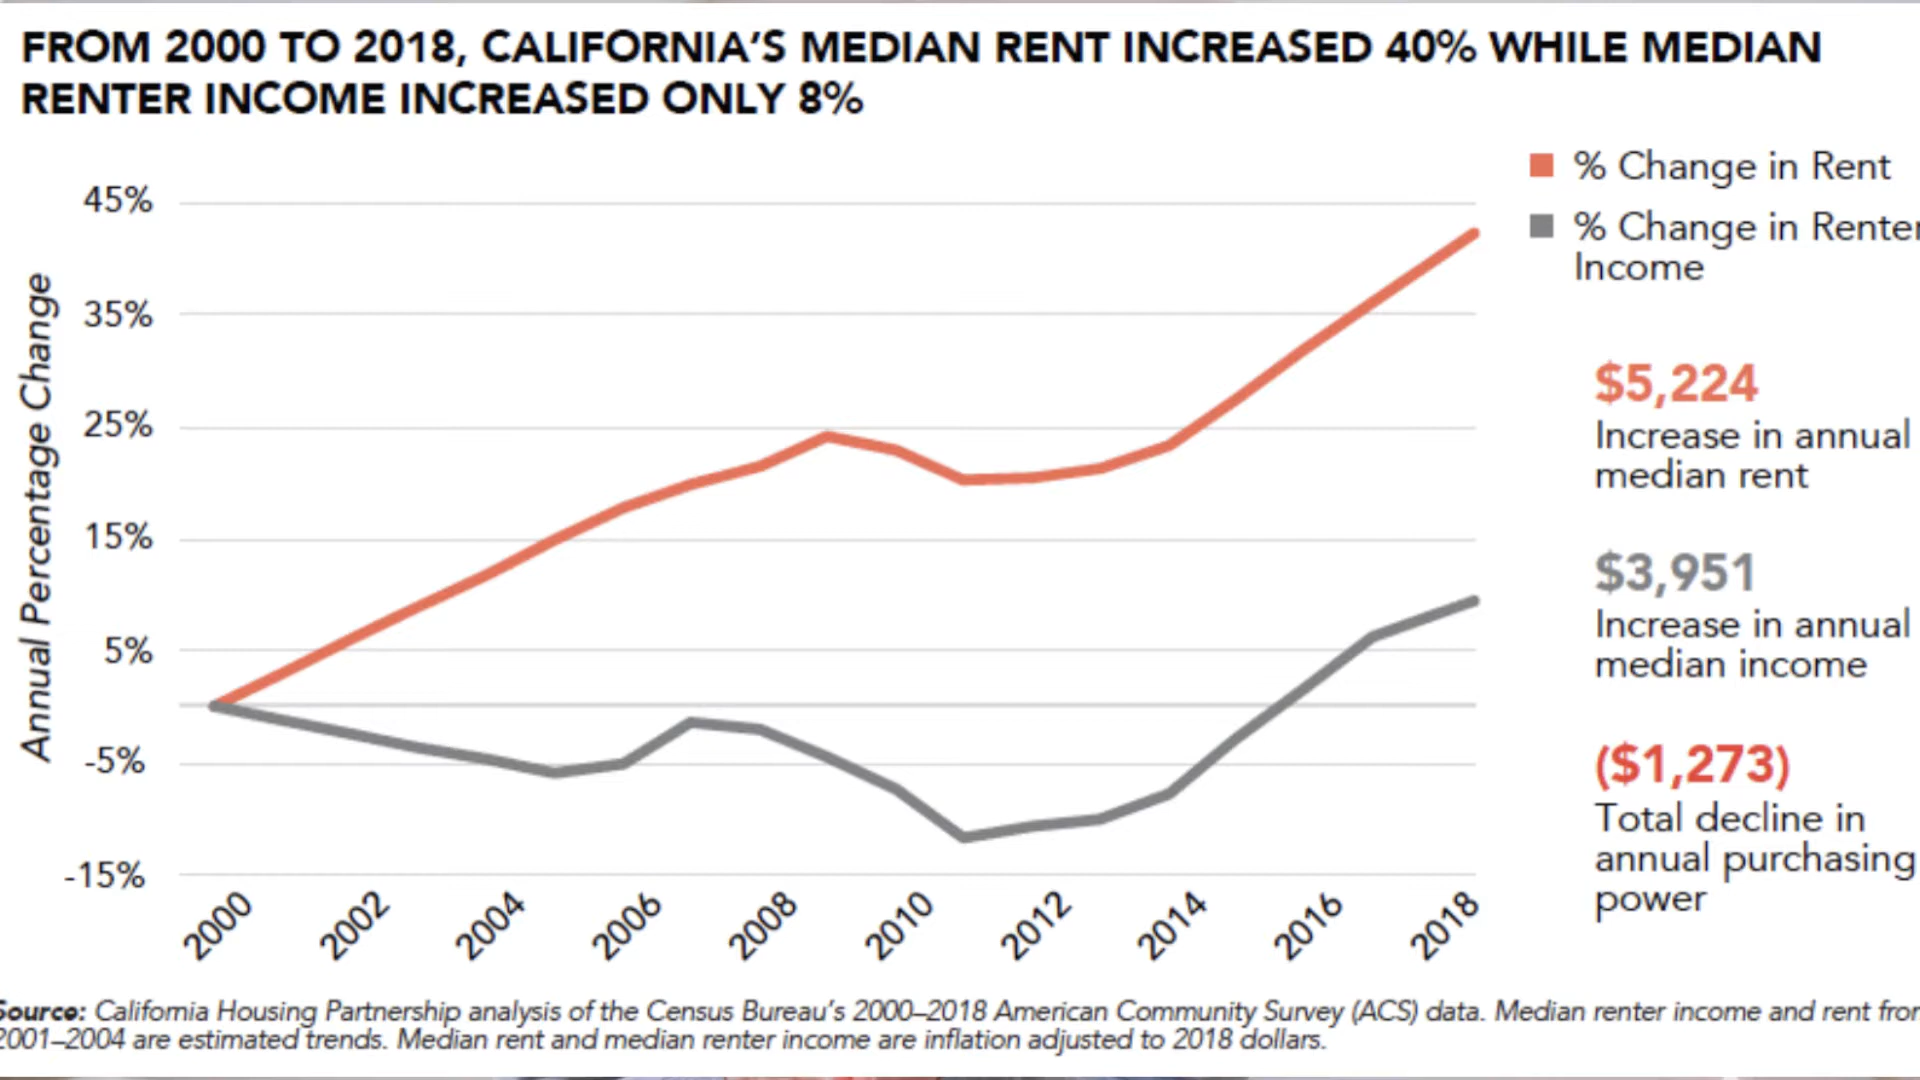 FROM 2000 TO 2018, CALIFORNIA'S MEDIAN RENT INCREASED 40% WHILE MEDIAN
RENTER INCOME INCREASED ONLY 8%
% Change in Rent
% Change in Renter
Income
45%
35%
25%
15%
5%
-5%
-15%
Annual Percentage Change
2000
2002
2004
2006
2008
2010
2012
2014
2016
2018
$5,224
Increase in annual
median rent
$3,951
Increase in annual
median income
($1,273)
Total decline in
annual purchasing
power
Source: California Housing Partnership analysis of the Census Bureau's 2000–2018 American Community Survey (ACS) data. Median renter income and rent from
2001–2004 are estimated trends. Median rent and median renter income are inflation adjusted to 2018 dollars.